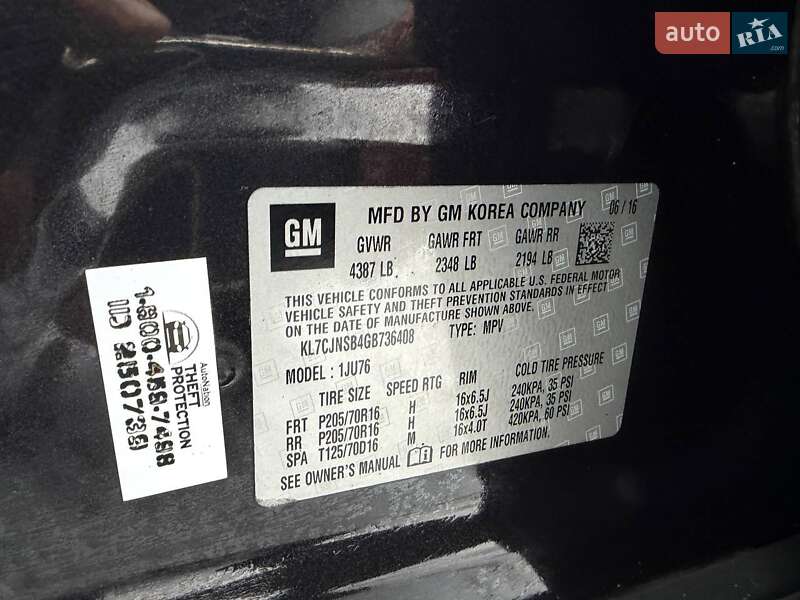 auto RIA.com
GM
MFD BY GM KOREA COMPANY 06/16
GVWR GAWR FRT GAWR RR
4387 LB 2348 LB 2194 LB
THIS VEHICLE CONFORMS TO ALL APPLICABLE U.S. FEDERAL MOTOR
VEHICLE SAFETY AND THEFT PREVENTION STANDARDS IN EFFECT
ON THE DATE OF MANUFACTURE SHOWN ABOVE.
KL7CJNSB4GB736408 TYPE: MPV
MODEL: 1JU76
TIRE SIZE SPEED RTG RIM COLD TIRE PRESSURE
FRT P205/70R16 H 16x6.5J 240KPA, 35 PSI
RR P205/70R16 H 16x6.5J 240KPA, 35 PSI
SPA T125/70D16 M 16x4.0T 420KPA, 60 PSI
SEE OWNER'S MANUAL FOR MORE INFORMATION.
AutoNation
THEFT
PROTECTION